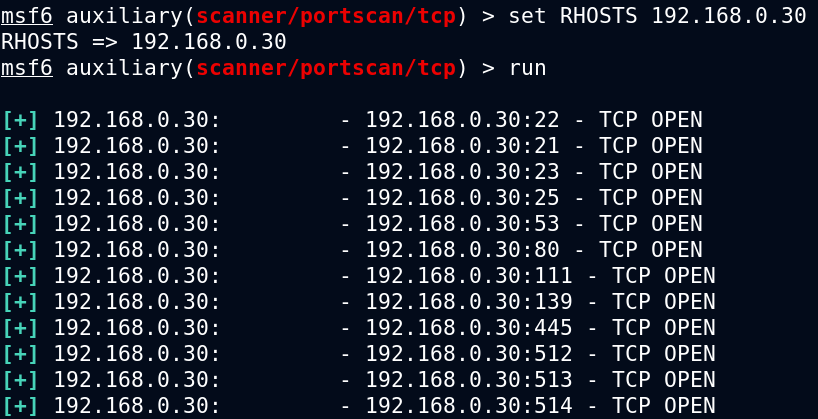 msf6 auxiliary(scanner/portscan/tcp) > set RHOSTS 192.168.0.30
RHOSTS => 192.168.0.30
msf6 auxiliary(scanner/portscan/tcp) > run
[+] 192.168.0.30:         - 192.168.0.30:22 - TCP OPEN
[+] 192.168.0.30:         - 192.168.0.30:21 - TCP OPEN
[+] 192.168.0.30:         - 192.168.0.30:23 - TCP OPEN
[+] 192.168.0.30:         - 192.168.0.30:25 - TCP OPEN
[+] 192.168.0.30:         - 192.168.0.30:53 - TCP OPEN
[+] 192.168.0.30:         - 192.168.0.30:80 - TCP OPEN
[+] 192.168.0.30:         - 192.168.0.30:111 - TCP OPEN
[+] 192.168.0.30:         - 192.168.0.30:139 - TCP OPEN
[+] 192.168.0.30:         - 192.168.0.30:445 - TCP OPEN
[+] 192.168.0.30:         - 192.168.0.30:512 - TCP OPEN
[+] 192.168.0.30:         - 192.168.0.30:513 - TCP OPEN
[+] 192.168.0.30:         - 192.168.0.30:514 - TCP OPEN